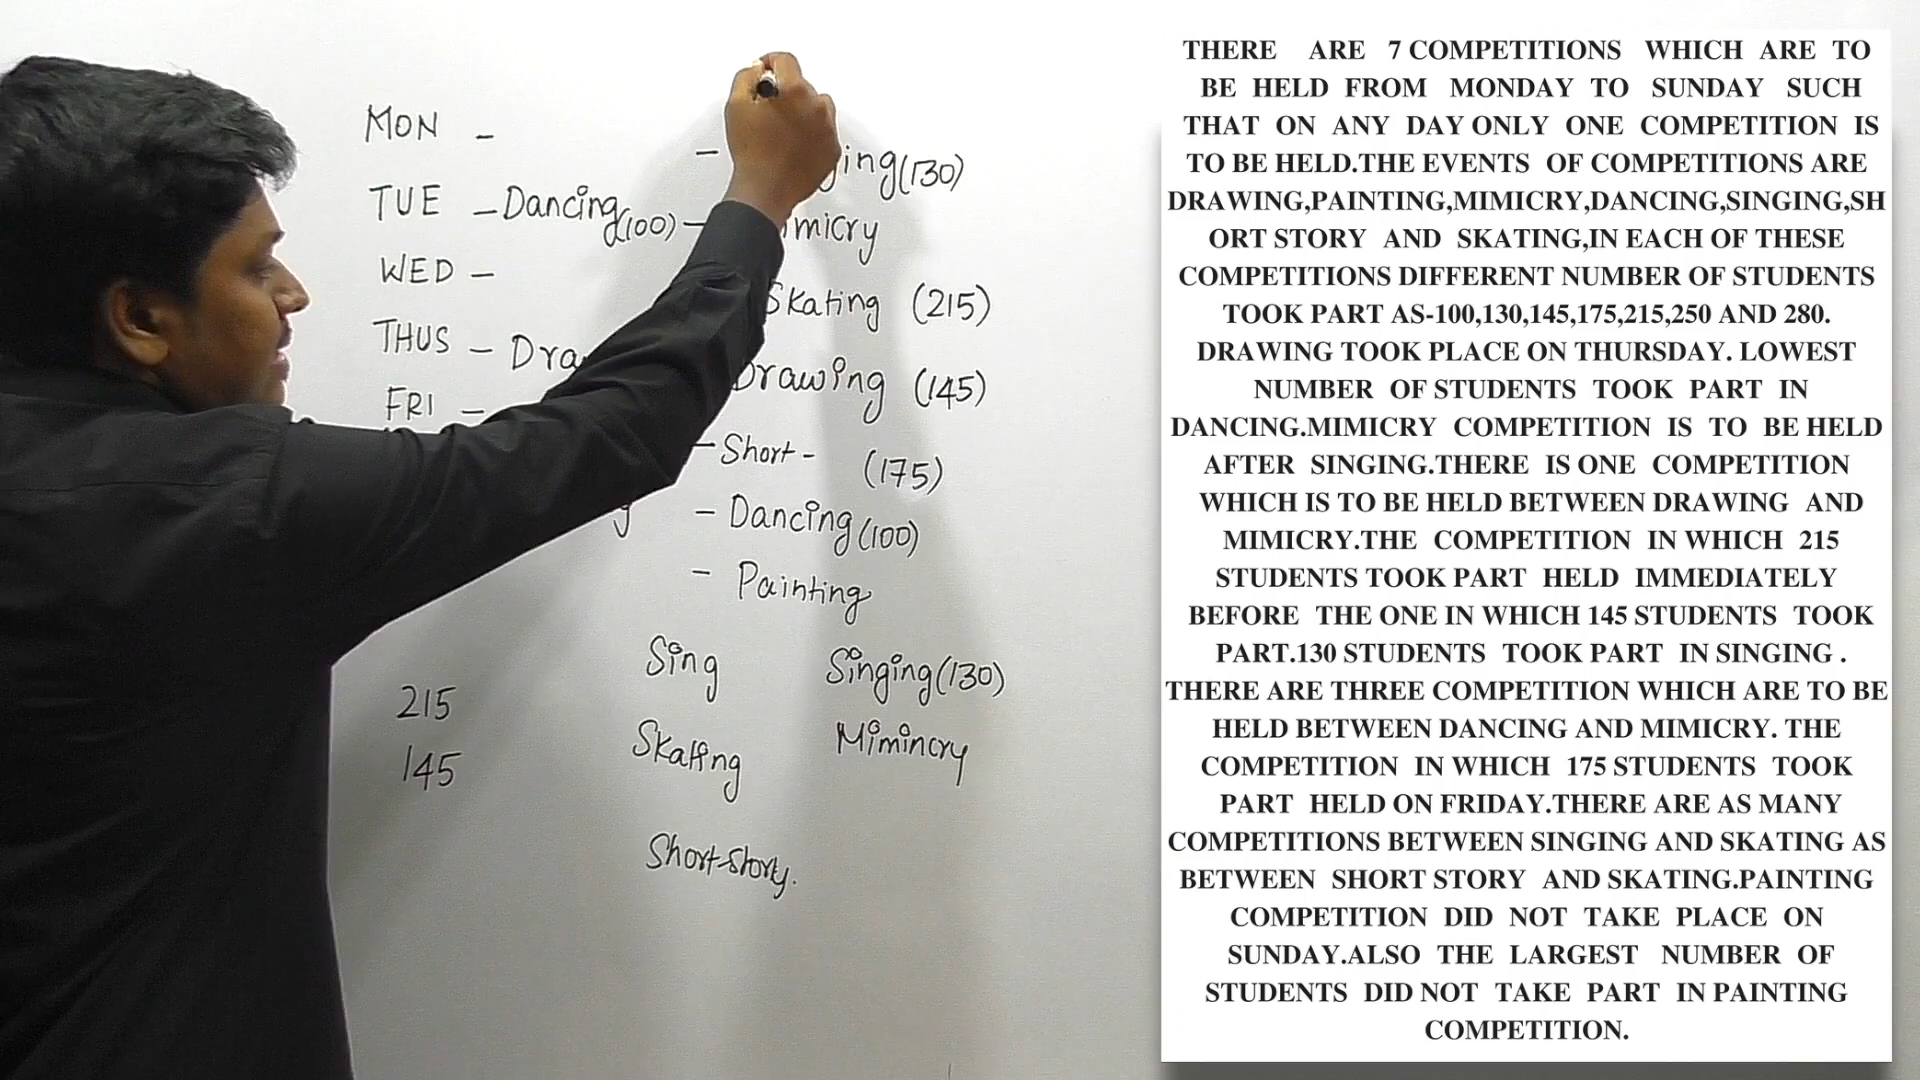 MON -
- ing(130)
TUE - Dancing(100) - imicry
WED -
Skating (215)
THUS - Dra
Drawing (145)
FRI -
- Short - (175)
- Dancing(100)
- Painting
Sing Singing(130)
215
Skating Mimincry
145
Short-story.
THERE ARE 7 COMPETITIONS WHICH ARE TO
BE HELD FROM MONDAY TO SUNDAY SUCH
THAT ON ANY DAY ONLY ONE COMPETITION IS
TO BE HELD.THE EVENTS OF COMPETITIONS ARE
DRAWING,PAINTING,MIMICRY,DANCING,SINGING,SH
ORT STORY AND SKATING,IN EACH OF THESE
COMPETITIONS DIFFERENT NUMBER OF STUDENTS
TOOK PART AS-100,130,145,175,215,250 AND 280.
DRAWING TOOK PLACE ON THURSDAY. LOWEST
NUMBER OF STUDENTS TOOK PART IN
DANCING.MIMICRY COMPETITION IS TO BE HELD
AFTER SINGING.THERE IS ONE COMPETITION
WHICH IS TO BE HELD BETWEEN DRAWING AND
MIMICRY.THE COMPETITION IN WHICH 215
STUDENTS TOOK PART HELD IMMEDIATELY
BEFORE THE ONE IN WHICH 145 STUDENTS TOOK
PART.130 STUDENTS TOOK PART IN SINGING .
THERE ARE THREE COMPETITION WHICH ARE TO BE
HELD BETWEEN DANCING AND MIMICRY. THE
COMPETITION IN WHICH 175 STUDENTS TOOK
PART HELD ON FRIDAY.THERE ARE AS MANY
COMPETITIONS BETWEEN SINGING AND SKATING AS
BETWEEN SHORT STORY AND SKATING.PAINTING
COMPETITION DID NOT TAKE PLACE ON
SUNDAY.ALSO THE LARGEST NUMBER OF
STUDENTS DID NOT TAKE PART IN PAINTING
COMPETITION.